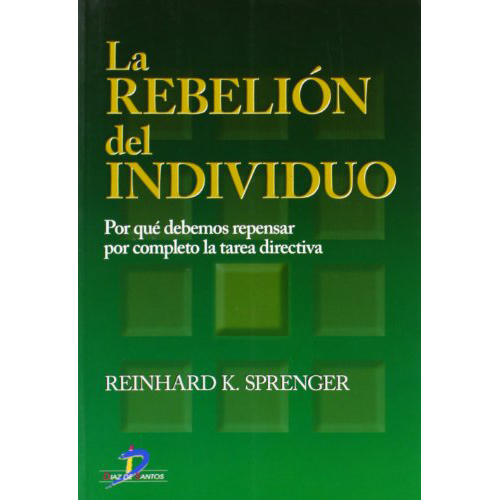 La
REBELIÓN
del
INDIVIDUO
Por qué debemos repensar
por completo la tarea directiva
REINHARD K. SPRENGER
DIAZ DE SANTOS